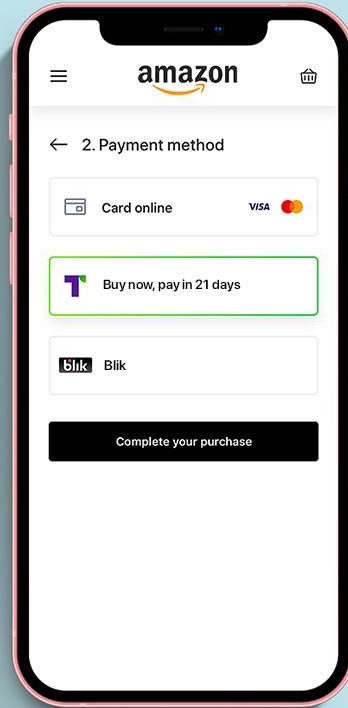 amazon
2. Payment method
Card online VISA
Buy now, pay in 21 days
blik Blik
Complete your purchase